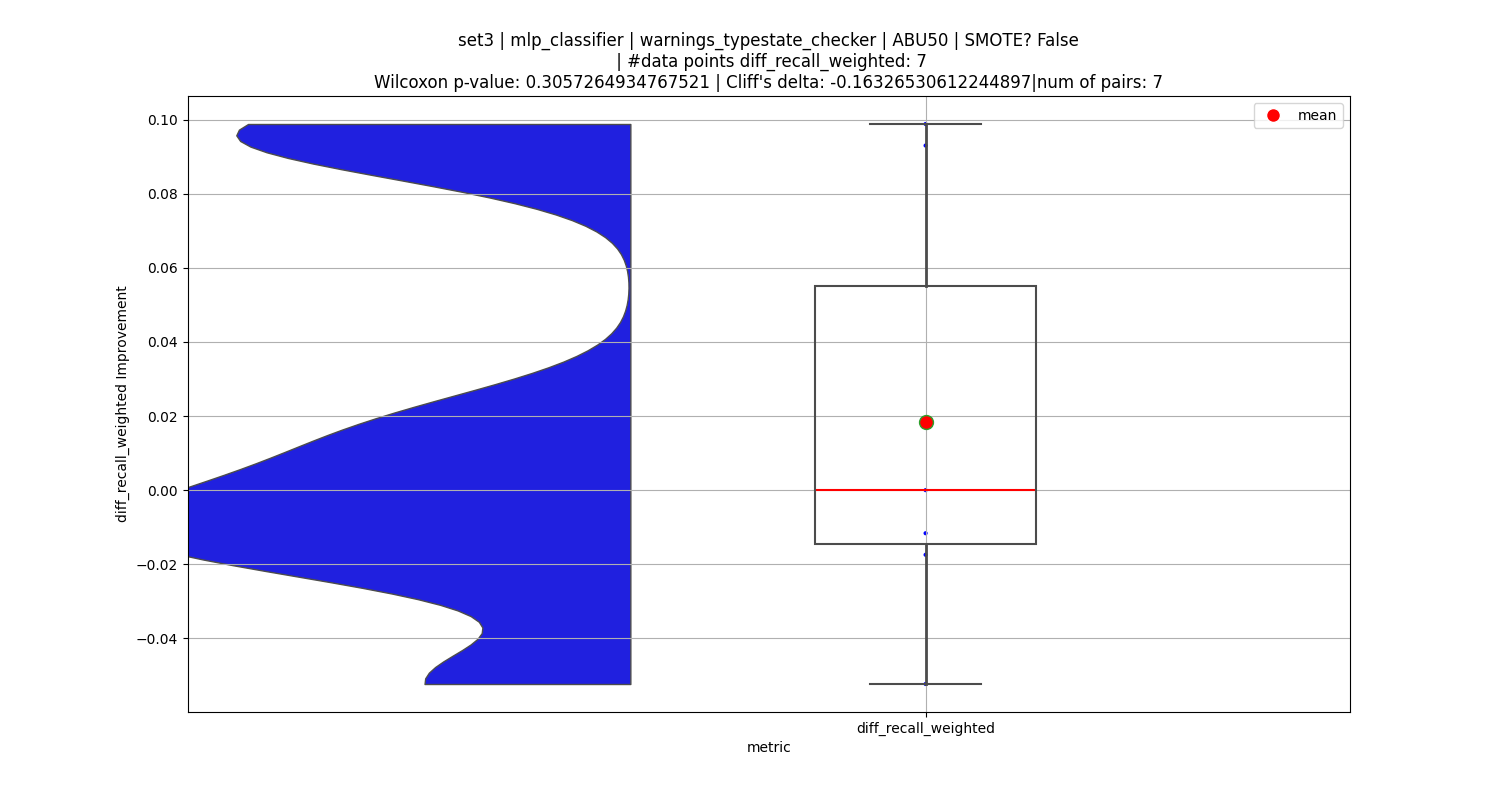 set3 | mlp_classifier | warnings_typestate_checker | ABU50 | SMOTE? False
| #data points diff_recall_weighted: 7
Wilcoxon p-value: 0.3057264934767521 | Cliff's delta: -0.16326530612244897|num of pairs: 7
mean
0.10
0.08
0.06
0.04
0.02
0.00
−0.02
−0.04
diff_recall_weighted Improvement
diff_recall_weighted
metric